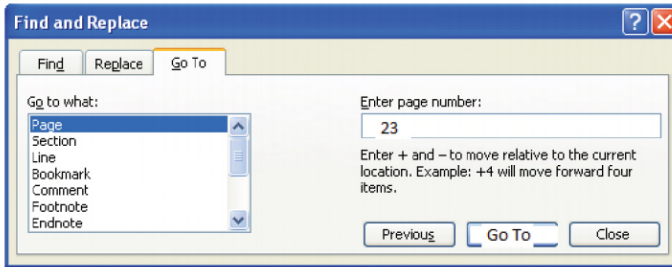 Find and Replace
Find Replace Go To
Go to what:
Page
Section
Line
Bookmark
Comment
Footnote
Endnote
Enter page number:
23
Enter + and – to move relative to the current
location. Example: +4 will move forward four
items.
Previous Go To Close